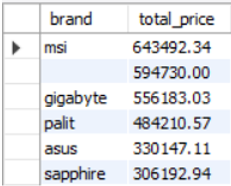 brand total_price
msi 643492.34
594730.00
gigabyte 556183.03
palit 484210.57
asus 330147.11
sapphire 306192.94